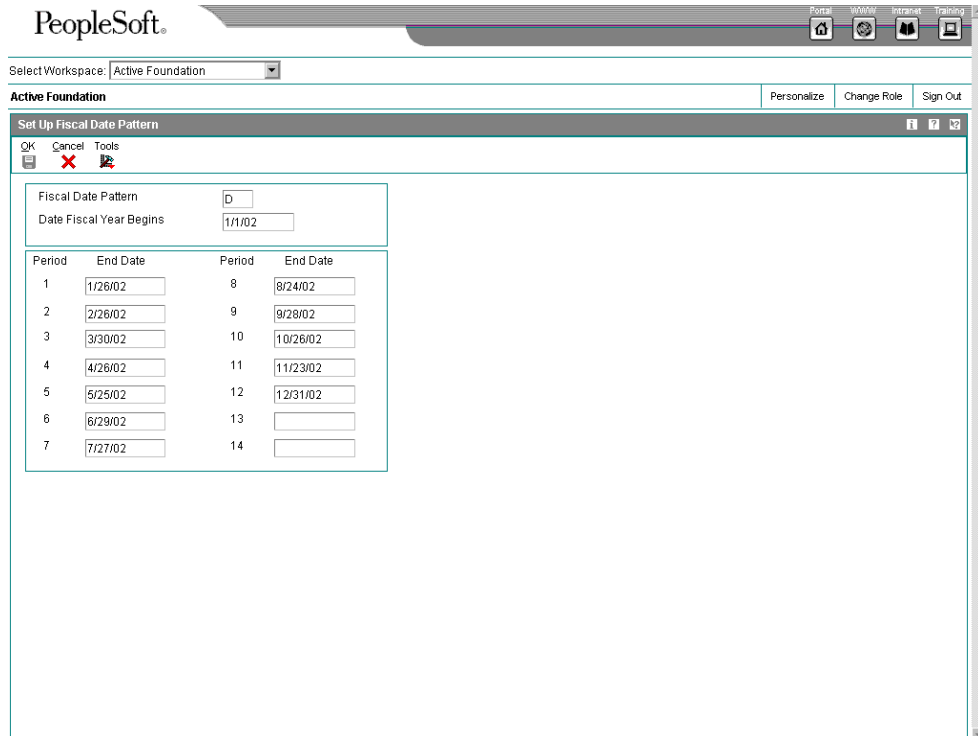 PeopleSoft®
Portal WWW Intranet Training
Select Workspace: Active Foundation
Active Foundation Personalize Change Role Sign Out
Set Up Fiscal Date Pattern
OK Cancel Tools
Fiscal Date Pattern D
Date Fiscal Year Begins 1/1/02
Period End Date Period End Date
1 1/26/02 8 8/24/02
2 2/26/02 9 9/28/02
3 3/30/02 10 10/26/02
4 4/26/02 11 11/23/02
5 5/25/02 12 12/31/02
6 6/29/02 13
7 7/27/02 14